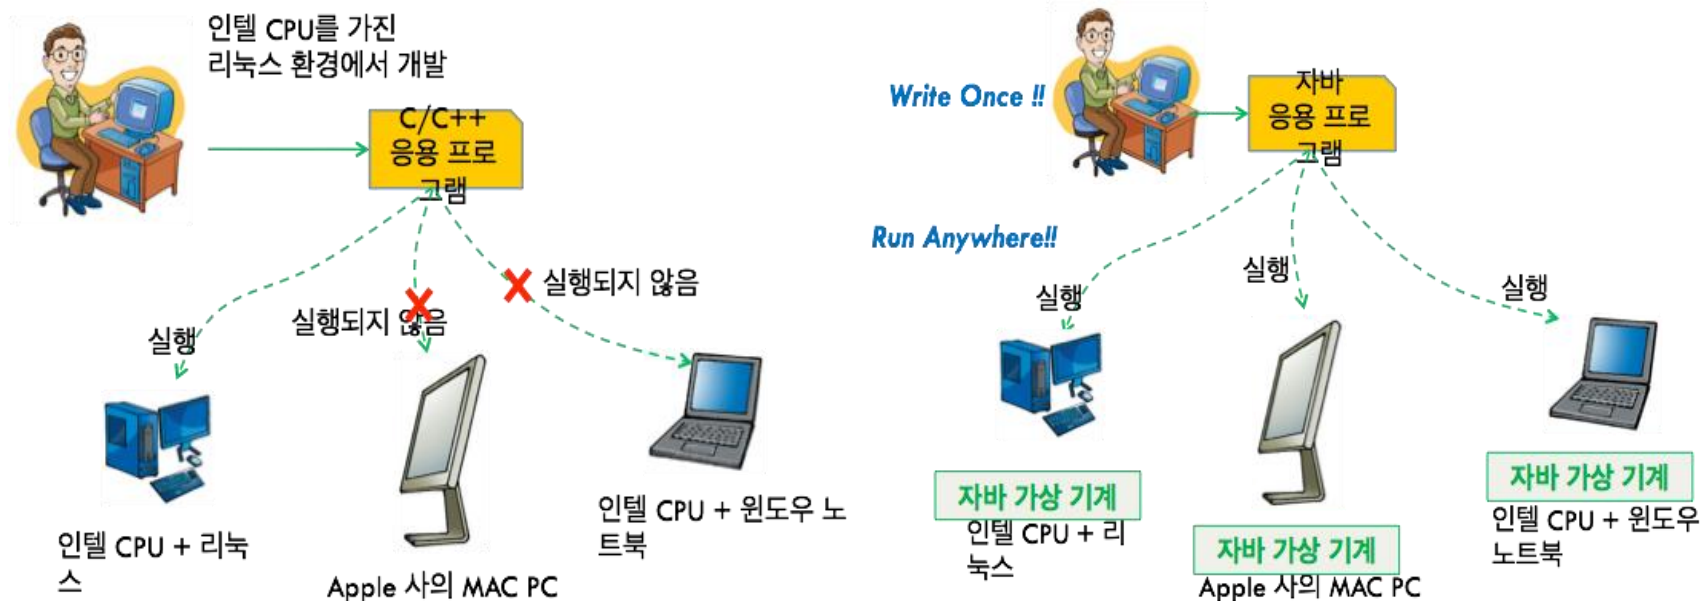 인텔 CPU를 가진
리눅스 환경에서 개발
C/C++
응용 프로
그램
실행
실행되지 않음
실행되지 않음
인텔 CPU + 리눅
스
Apple 사의 MAC PC
인텔 CPU + 윈도우 노
트북
Write Once !!
자바
응용 프로
그램
Run Anywhere!!
실행
실행
실행
자바 가상 기계
인텔 CPU + 리
눅스
자바 가상 기계
Apple 사의 MAC PC
자바 가상 기계
인텔 CPU + 윈도우
노트북